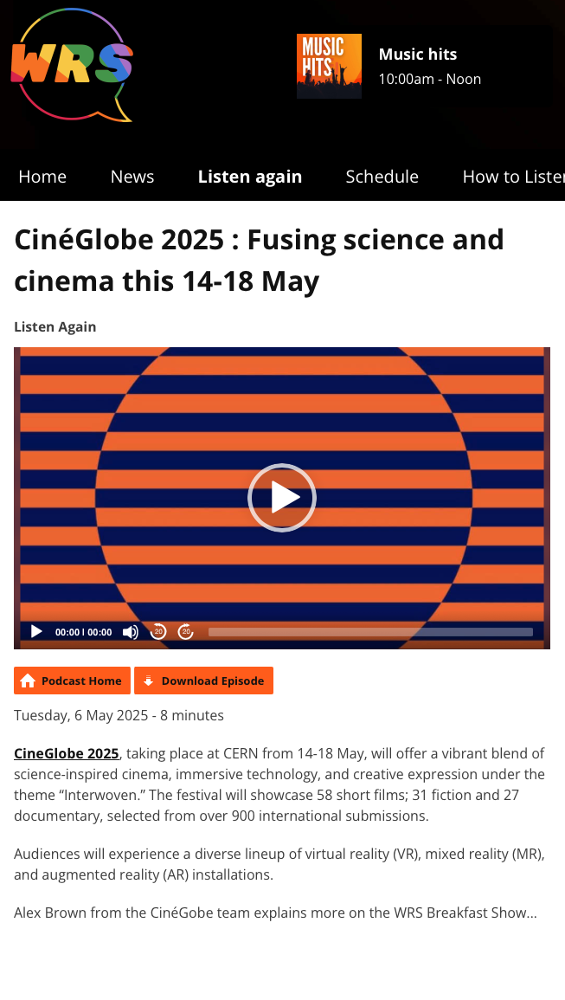 WRS
MUSIC
HITS
Music hits
10:00am - Noon
Home News Listen again Schedule How to Listen
CinéGlobe 2025 : Fusing science and
cinema this 14-18 May
Listen Again
00:00 | 00:00 20 20
Podcast Home Download Episode
Tuesday, 6 May 2025 - 8 minutes
CineGlobe 2025, taking place at CERN from 14-18 May, will offer a vibrant blend of
science-inspired cinema, immersive technology, and creative expression under the
theme “Interwoven.” The festival will showcase 58 short films; 31 fiction and 27
documentary, selected from over 900 international submissions.
Audiences will experience a diverse lineup of virtual reality (VR), mixed reality (MR),
and augmented reality (AR) installations.
Alex Brown from the CinéGobe team explains more on the WRS Breakfast Show...